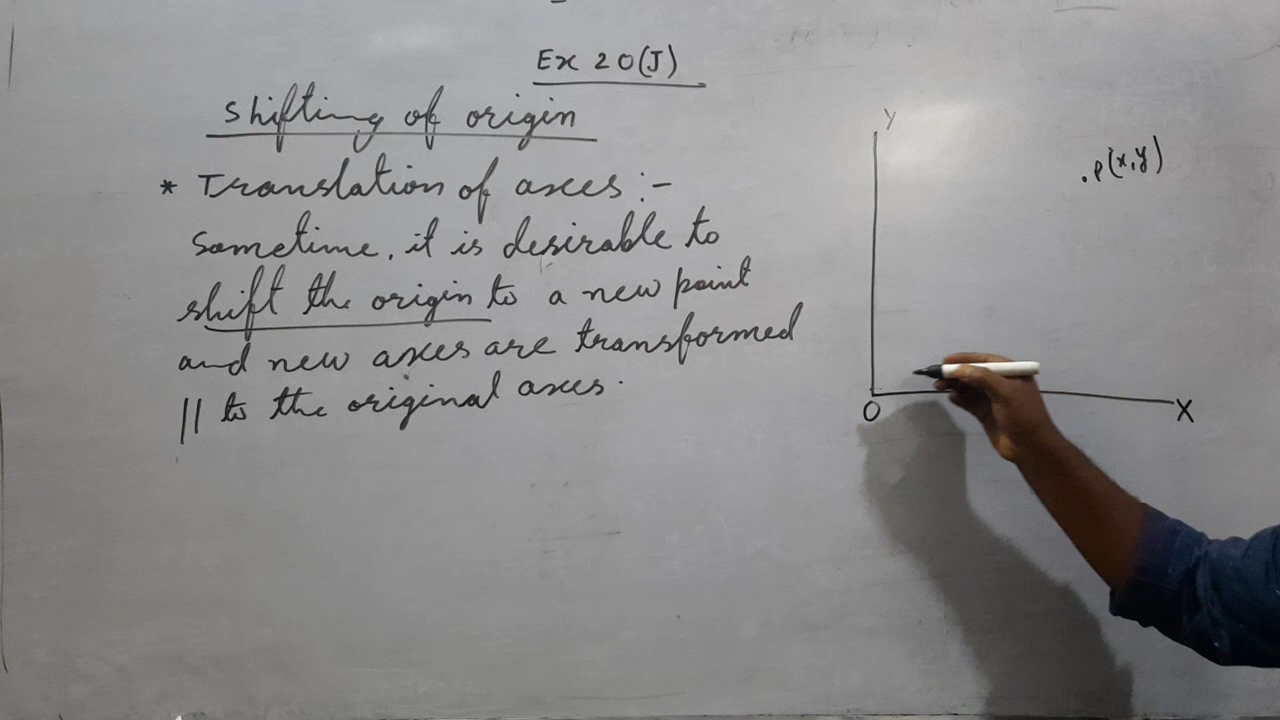 Ex 20(J)
Shifting of origin
* Translation of axes :-
Sometime, it is desirable to
shift the origin to a new point
and new axes are transformed
|| to the original axes.
Y
.P(x,y)
O
X